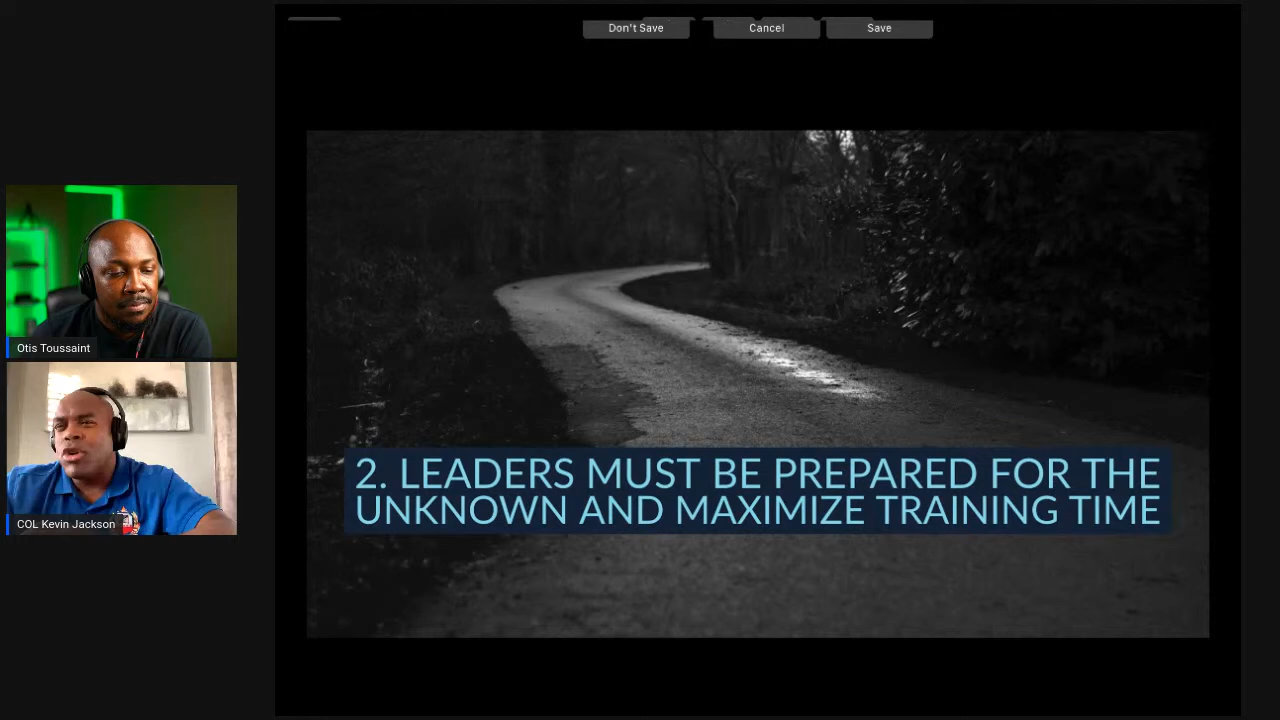 Don't Save
Cancel
Save
Otis Toussaint
COL Kevin Jackson
2. LEADERS MUST BE PREPARED FOR THE
UNKNOWN AND MAXIMIZE TRAINING TIME